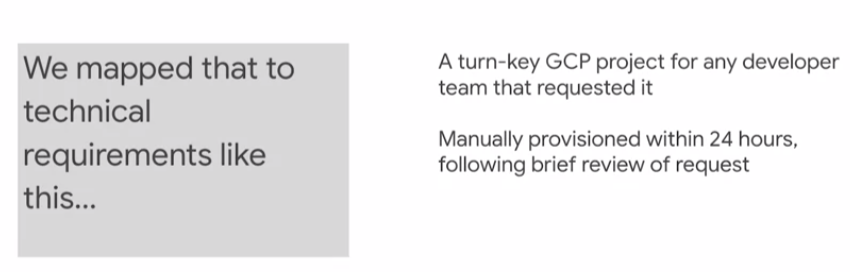 We mapped that to
technical
requirements like
this...
A turn-key GCP project for any developer
team that requested it
Manually provisioned within 24 hours,
following brief review of request